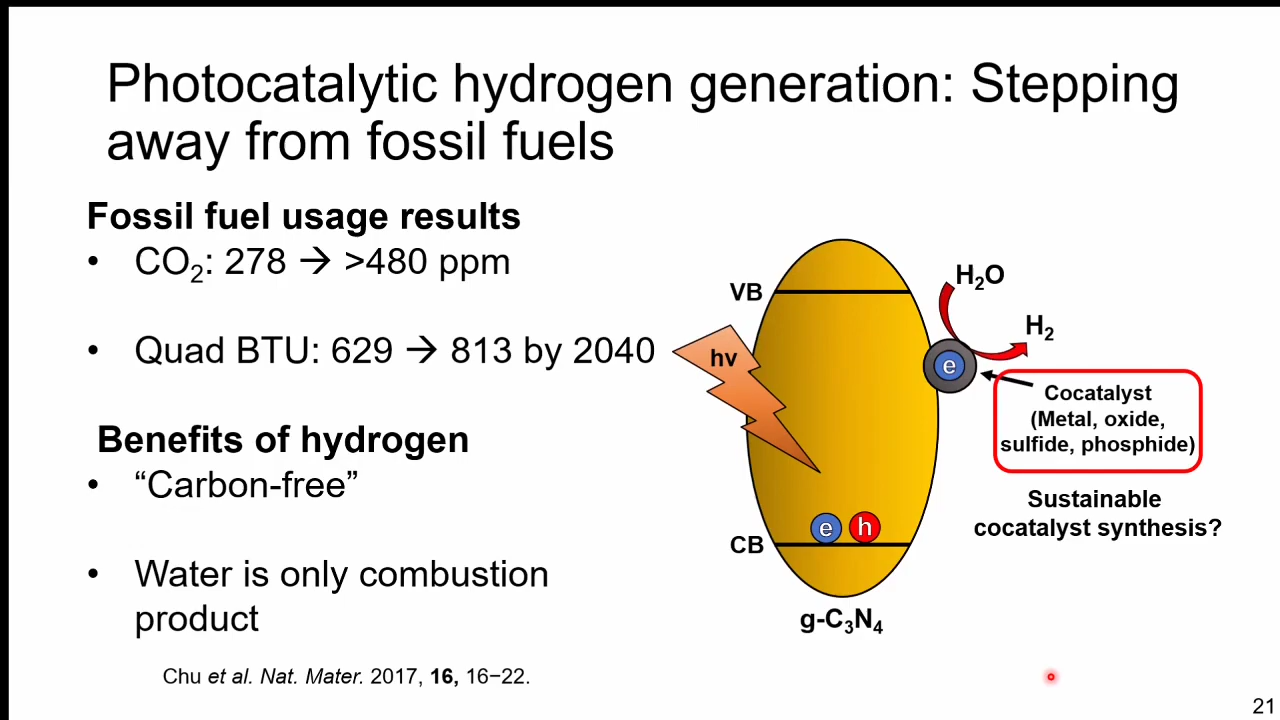 Photocatalytic hydrogen generation: Stepping
away from fossil fuels
Fossil fuel usage results
• CO₂: 278 → >480 ppm
• Quad BTU: 629 → 813 by 2040
Benefits of hydrogen
• “Carbon-free”
• Water is only combustion
product
Chu et al. Nat. Mater. 2017, 16, 16−22.
VB
hv
H₂O
H₂
e
Cocatalyst
(Metal, oxide,
sulfide, phosphide)
Sustainable
cocatalyst synthesis?
e h
CB
g-C₃N₄
21